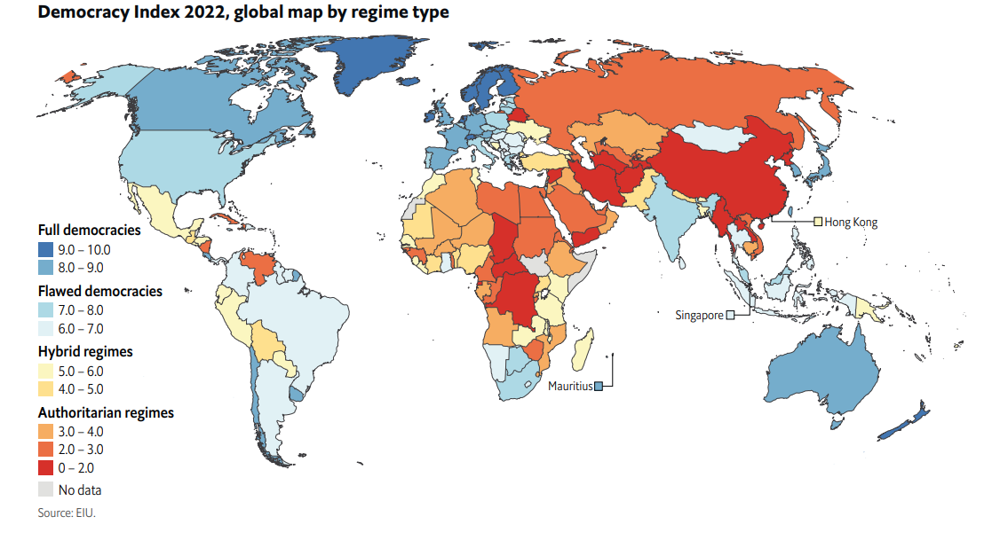 Democracy Index 2022, global map by regime type
Hong Kong
Full democracies
9.0 – 10.0
8.0 – 9.0
Flawed democracies
7.0 – 8.0
6.0 – 7.0
Singapore
Hybrid regimes
5.0 – 6.0
4.0 – 5.0
Mauritius
Authoritarian regimes
3.0 – 4.0
2.0 – 3.0
0 – 2.0
No data
Source: EIU.